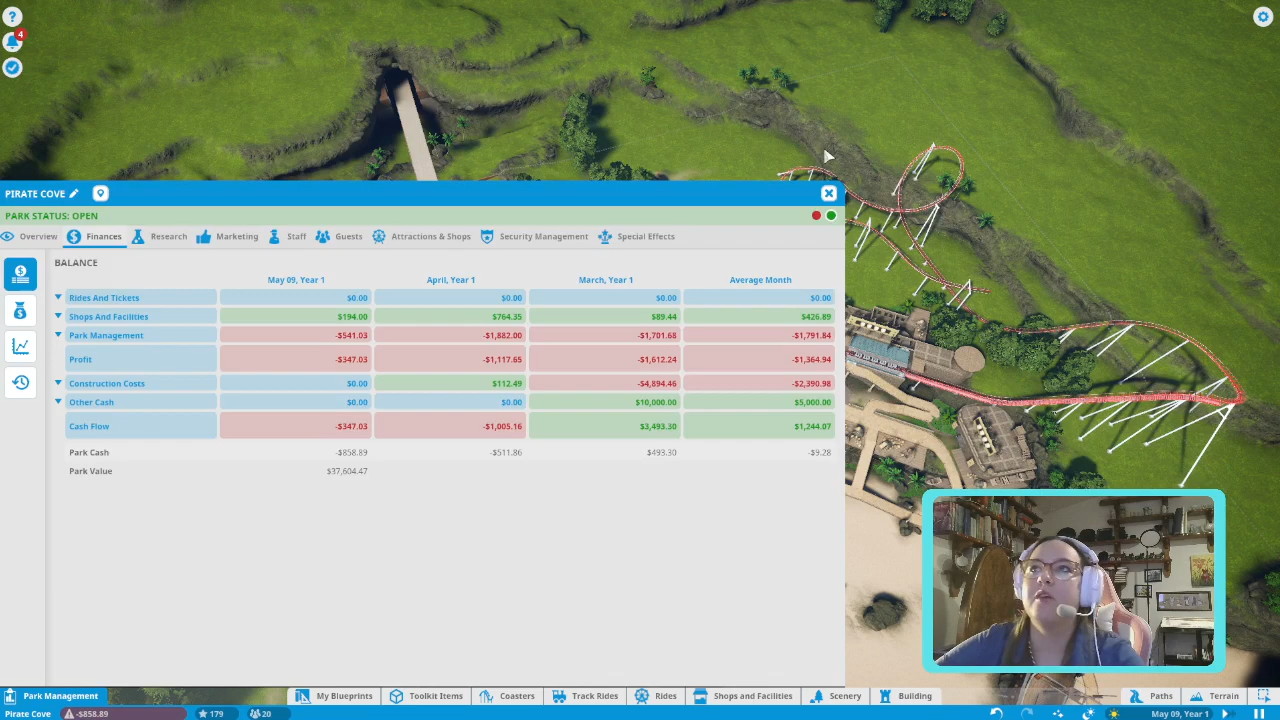 ?
4
PIRATE COVE
PARK STATUS: OPEN
Overview Finances Research Marketing Staff Guests Attractions & Shops Security Management Special Effects
BALANCE
May 09, Year 1 April, Year 1 March, Year 1 Average Month
Rides And Tickets $0.00 $0.00 $0.00 $0.00
Shops And Facilities $194.00 $764.35 $89.44 $426.89
Park Management -$541.03 -$1,882.00 -$1,701.68 -$1,791.84
Profit -$347.03 -$1,117.65 -$1,612.24 -$1,364.94
Construction Costs $0.00 $112.49 -$4,894.46 -$2,390.98
Other Cash $0.00 $0.00 $10,000.00 $5,000.00
Cash Flow -$347.03 -$1,005.16 $3,493.30 $1,244.07
Park Cash -$858.89 -$511.86 $493.30 -$9.28
Park Value $37,604.47
Park Management My Blueprints Toolkit Items Coasters Track Rides Rides Shops and Facilities Scenery Building Paths Terrain
Pirate Cove -$858.89 179 20 May 09, Year 1